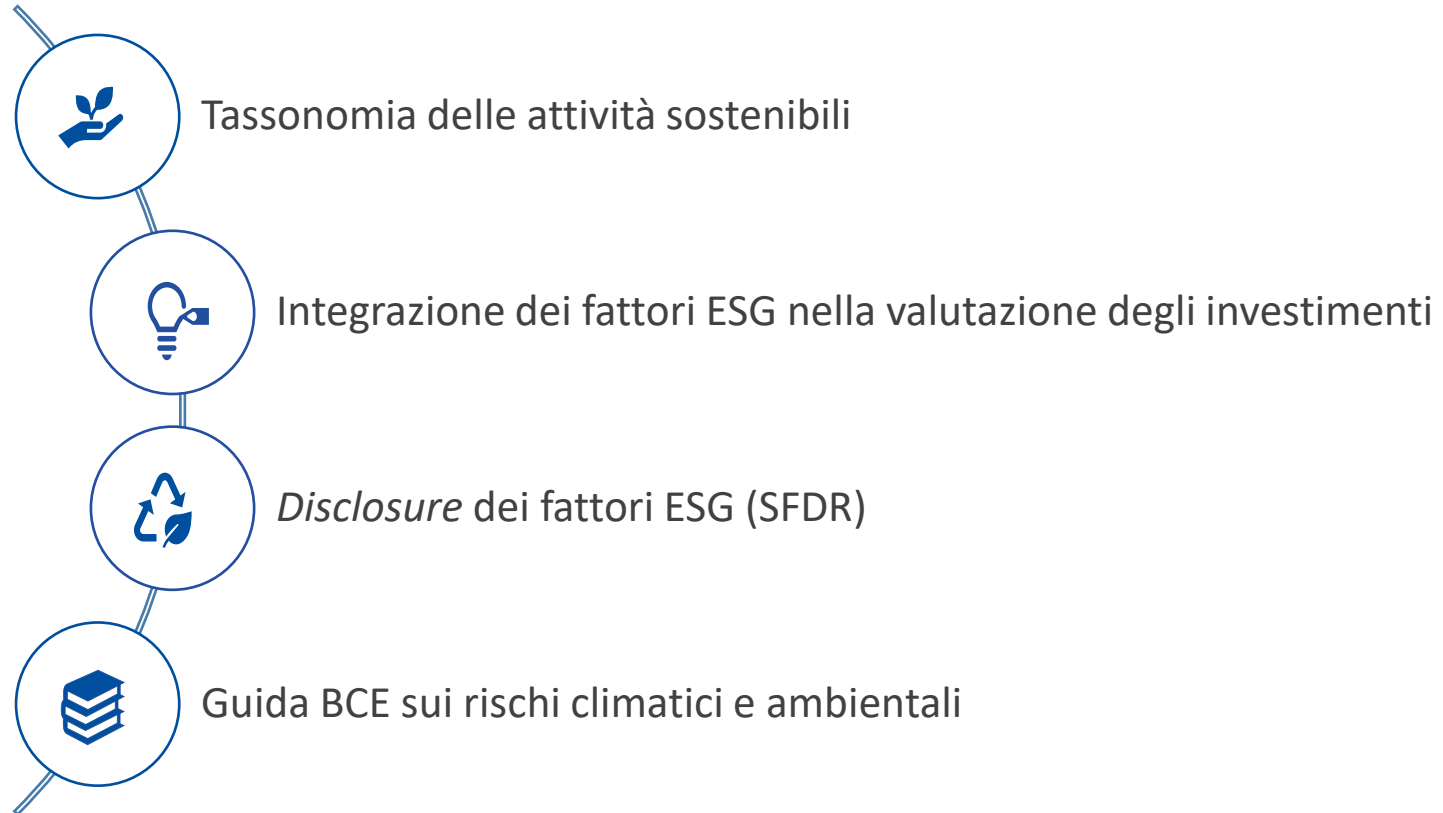 Tassonomia delle attività sostenibili
Integrazione dei fattori ESG nella valutazione degli investimenti
Disclosure dei fattori ESG (SFDR)
Guida BCE sui rischi climatici e ambientali